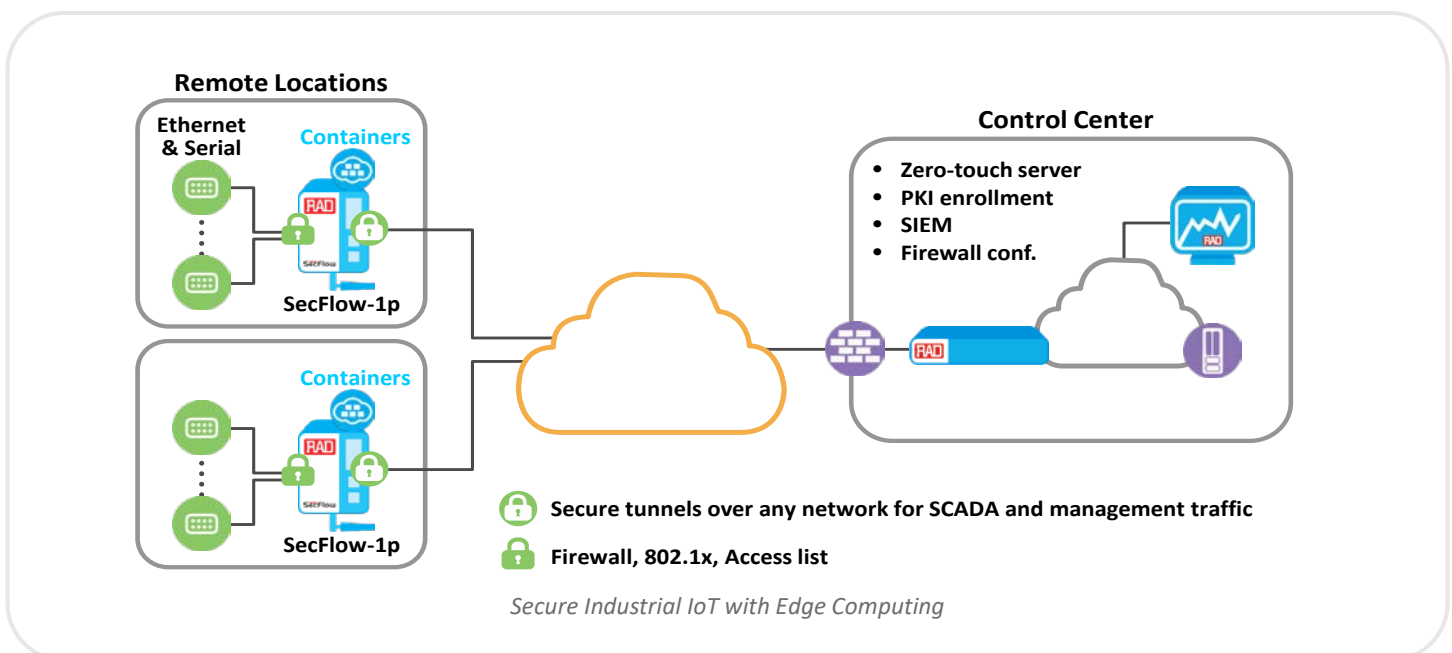 Remote Locations
Ethernet
& Serial
Containers
RAD
SecFlow
SecFlow-1p
Containers
RAD
SecFlow
SecFlow-1p
Control Center
• Zero-touch server
• PKI enrollment
• SIEM
• Firewall conf.
RAD
RAD
Secure tunnels over any network for SCADA and management traffic
Firewall, 802.1x, Access list
Secure Industrial IoT with Edge Computing